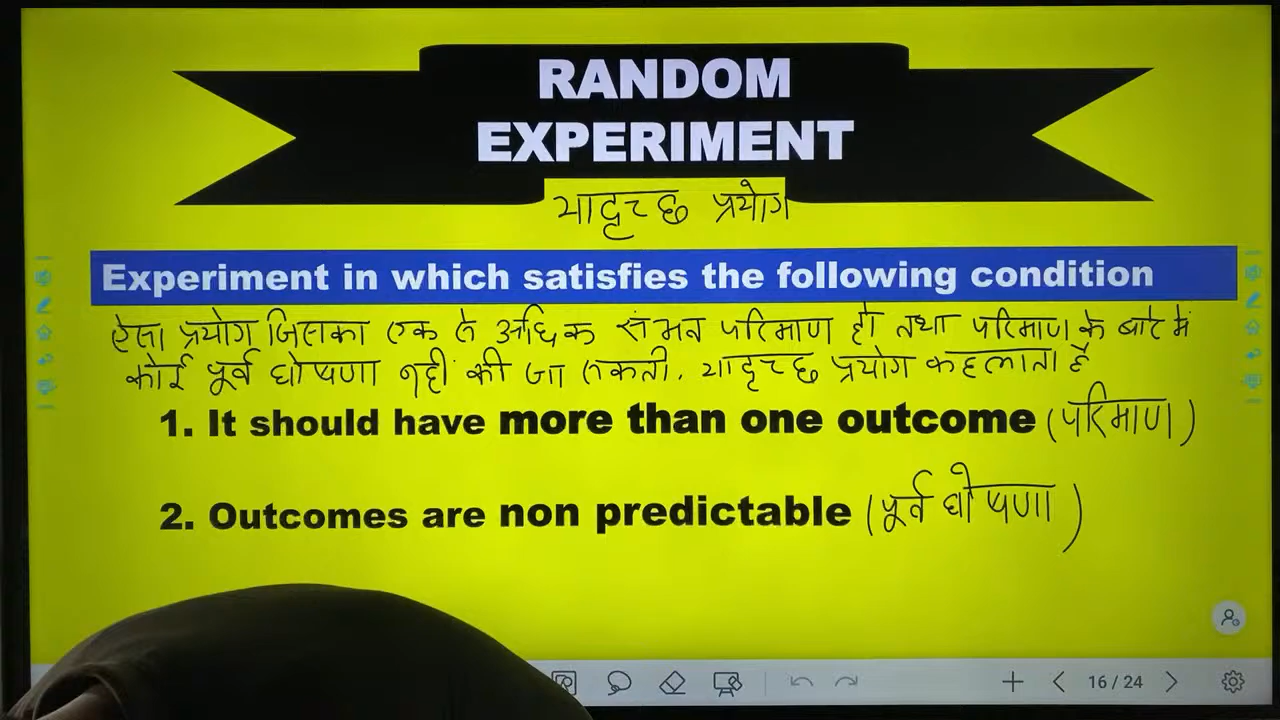 RANDOM
EXPERIMENT
यादृच्छ प्रयोग
Experiment in which satisfies the following condition
ऐसा प्रयोग जिसका एक से अधिक संभव परिमाण हो तथा परिमाण के बारे में
कोई पूर्व घोषणा नहीं की जा सकती. यादृच्छ प्रयोग कहलाता है
1. It should have more than one outcome (परिमाण)
2. Outcomes are non predictable (पूर्व घोषणा)
16 / 24